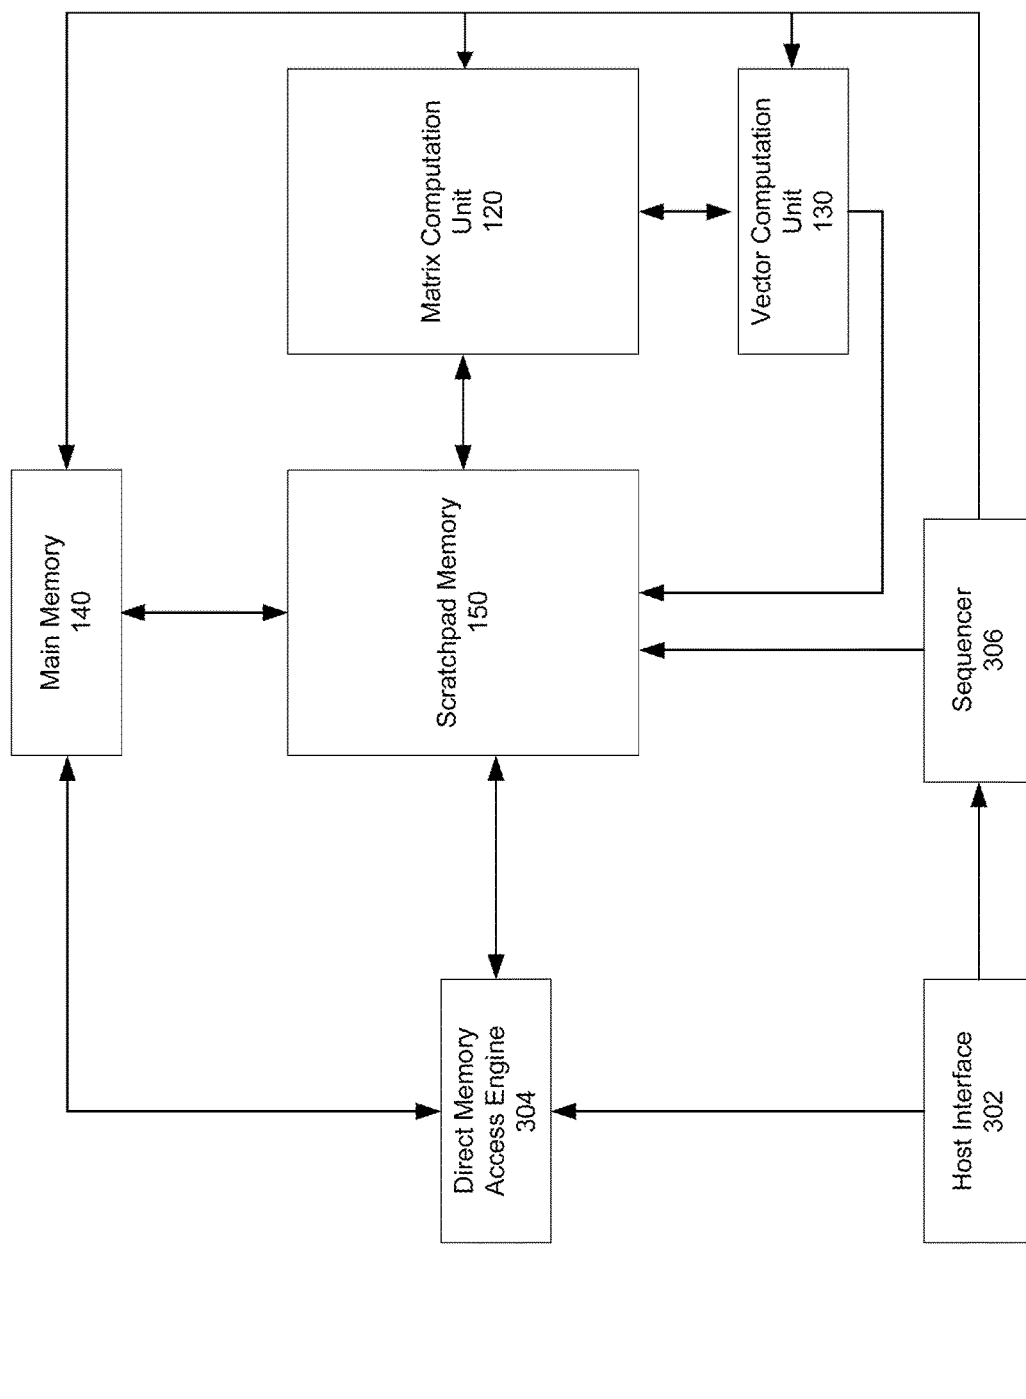 Main Memory
140
Scratchpad Memory
150
Matrix Computation
Unit
120
Vector Computation
Unit
130
Direct Memory
Access Engine
304
Host Interface
302
Sequencer
306